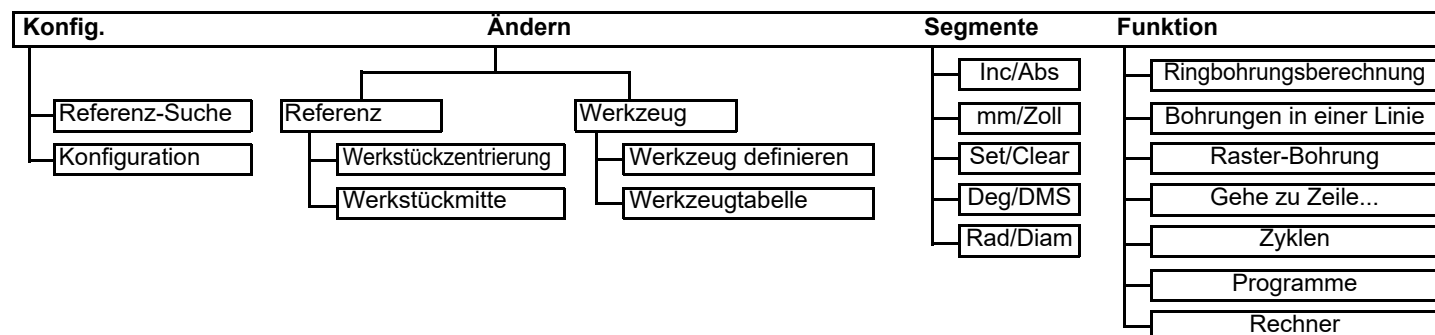 Konfig.
Ändern
Segmente
Funktion
Referenz-Suche
Konfiguration
Referenz
Werkstückzentrierung
Werkstückmitte
Werkzeug
Werkzeug definieren
Werkzeugtabelle
Inc/Abs
mm/Zoll
Set/Clear
Deg/DMS
Rad/Diam
Ringbohrungsberechnung
Bohrungen in einer Linie
Raster-Bohrung
Gehe zu Zeile...
Zyklen
Programme
Rechner